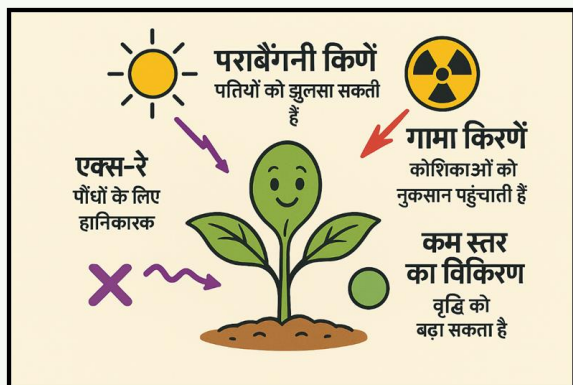 पराबैंगनी किणें
पतियों को झुलसा सकती
हैं
गामा किरणें
कोशिकाओं को
नुकसान पहुंचाती हैं
एक्स-रे
पौंधों के लिए
हानिकारक
कम स्तर
का विकिरण
वृद्धि को
बढ़ा सकता है